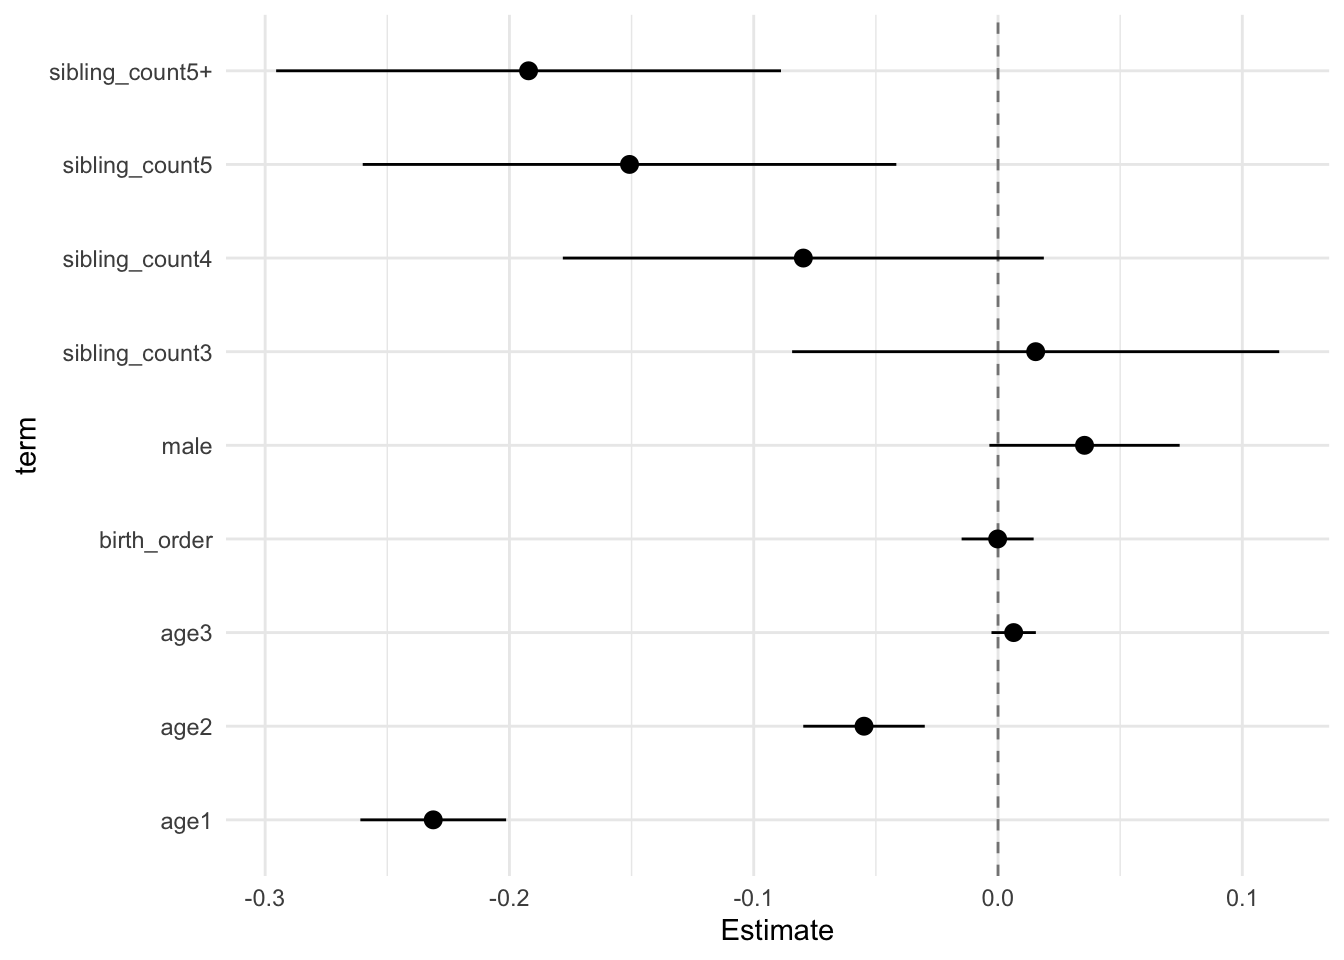 sibling_count5+
sibling_count5
sibling_count4
sibling_count3
male
birth_order
age3
age2
age1
term
-0.3 -0.2 -0.1 0.0 0.1
Estimate